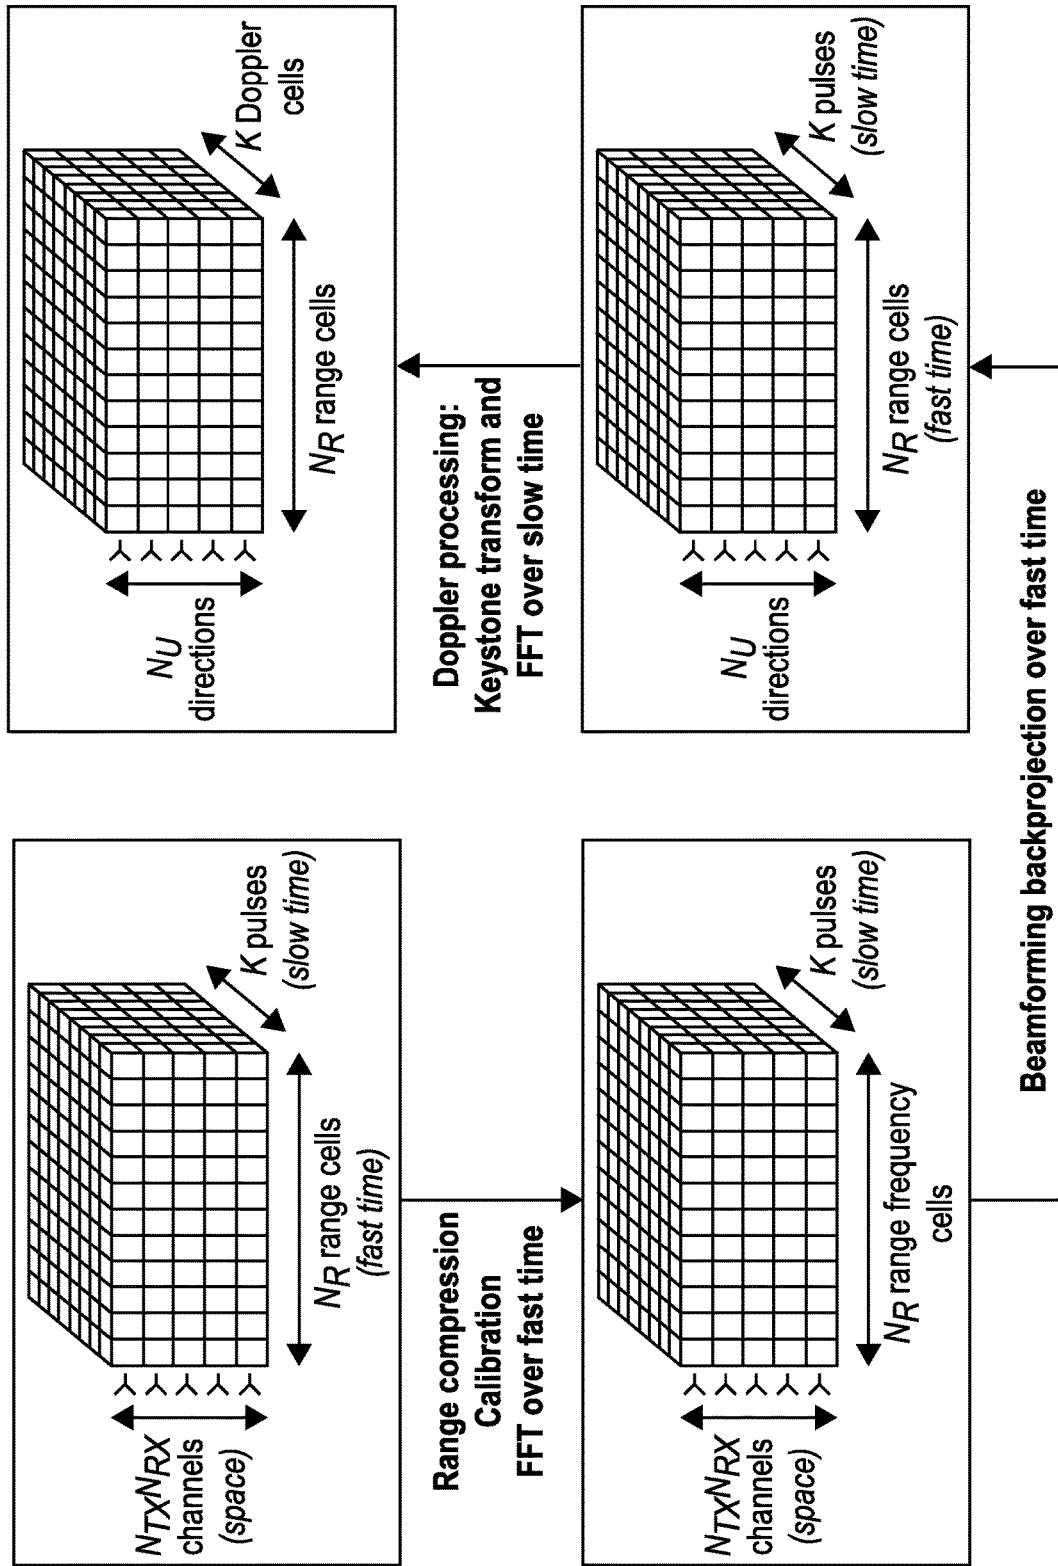 NTXNRX
channels
(space)
NR range cells
(fast time)
K pulses
(slow time)
Range compression
Calibration
FFT over fast time
NTXNRX
channels
(space)
NR range frequency
cells
K pulses
(slow time)
Beamforming backprojection over fast time
NU
directions
NR range cells
(fast time)
K pulses
(slow time)
Doppler processing:
Keystone transform and
FFT over slow time
NU
directions
NR range cells
K Doppler
cells